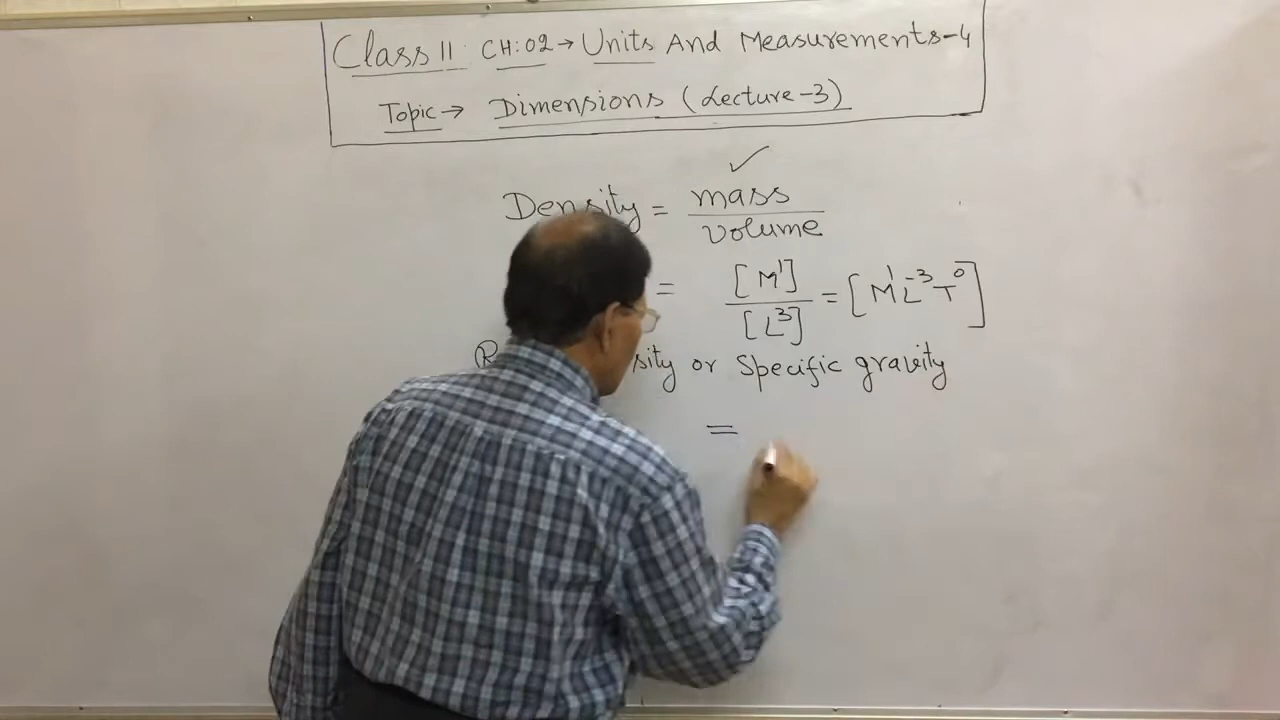 Class 11: CH:02 → Units And Measurements-4
Topic → Dimensions (Lecture-3)
✓
Density = mass
volume
= [M¹]
[L³] = [M¹L⁻³T⁰]
or Specific gravity
=